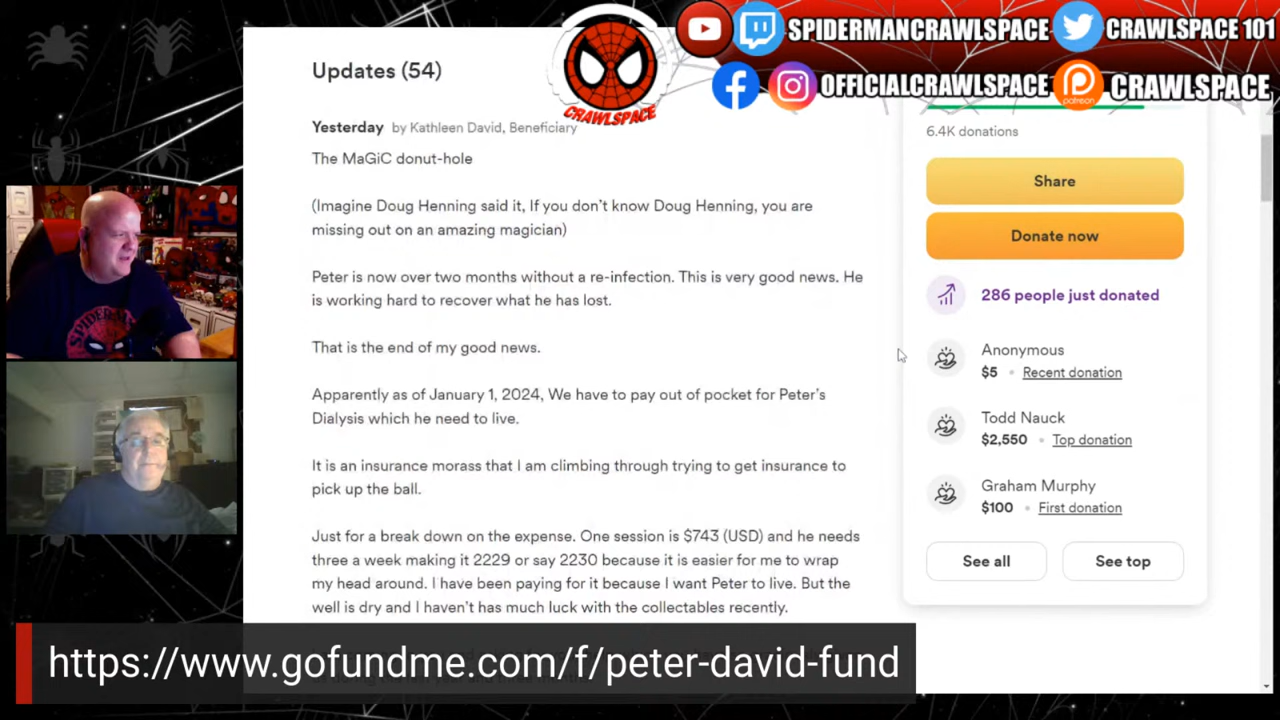 SPIDERMANCRAWLSPACE
CRAWLSPACE 101
OFFICIALCRAWLSPACE
patreon
CRAWLSPACE
CRAWLSPACE
Updates (54)
Yesterday by Kathleen David, Beneficiary
The MaGiC donut-hole
(Imagine Doug Henning said it, If you don't know Doug Henning, you are
missing out on an amazing magician)
Peter is now over two months without a re-infection. This is very good news. He
is working hard to recover what he has lost.
That is the end of my good news.
Apparently as of January 1, 2024, We have to pay out of pocket for Peter's
Dialysis which he need to live.
It is an insurance morass that I am climbing through trying to get insurance to
pick up the ball.
Just for a break down on the expense. One session is $743 (USD) and he needs
three a week making it 2229 or say 2230 because it is easier for me to wrap
my head around. I have been paying for it because I want Peter to live. But the
well is dry and I haven't has much luck with the collectables recently.
6.4K donations
Share
Donate now
286 people just donated
Anonymous
$5 • Recent donation
Todd Nauck
$2,550 • Top donation
Graham Murphy
$100 • First donation
See all
See top
SPIDERMAN
https://www.gofundme.com/f/peter-david-fund